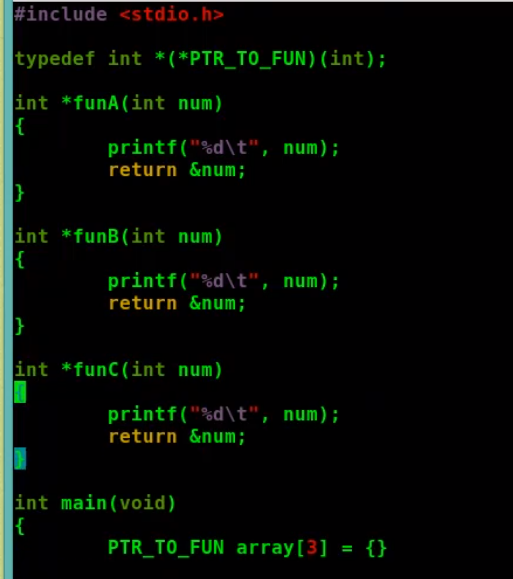 #include <stdio.h>
typedef int *(*PTR_TO_FUN)(int);
int *funA(int num)
{
printf("%d\t", num);
return &num;
}
int *funB(int num)
{
printf("%d\t", num);
return &num;
}
int *funC(int num)
{
printf("%d\t", num);
return &num;
}
int main(void)
{
PTR_TO_FUN array[3] = {}